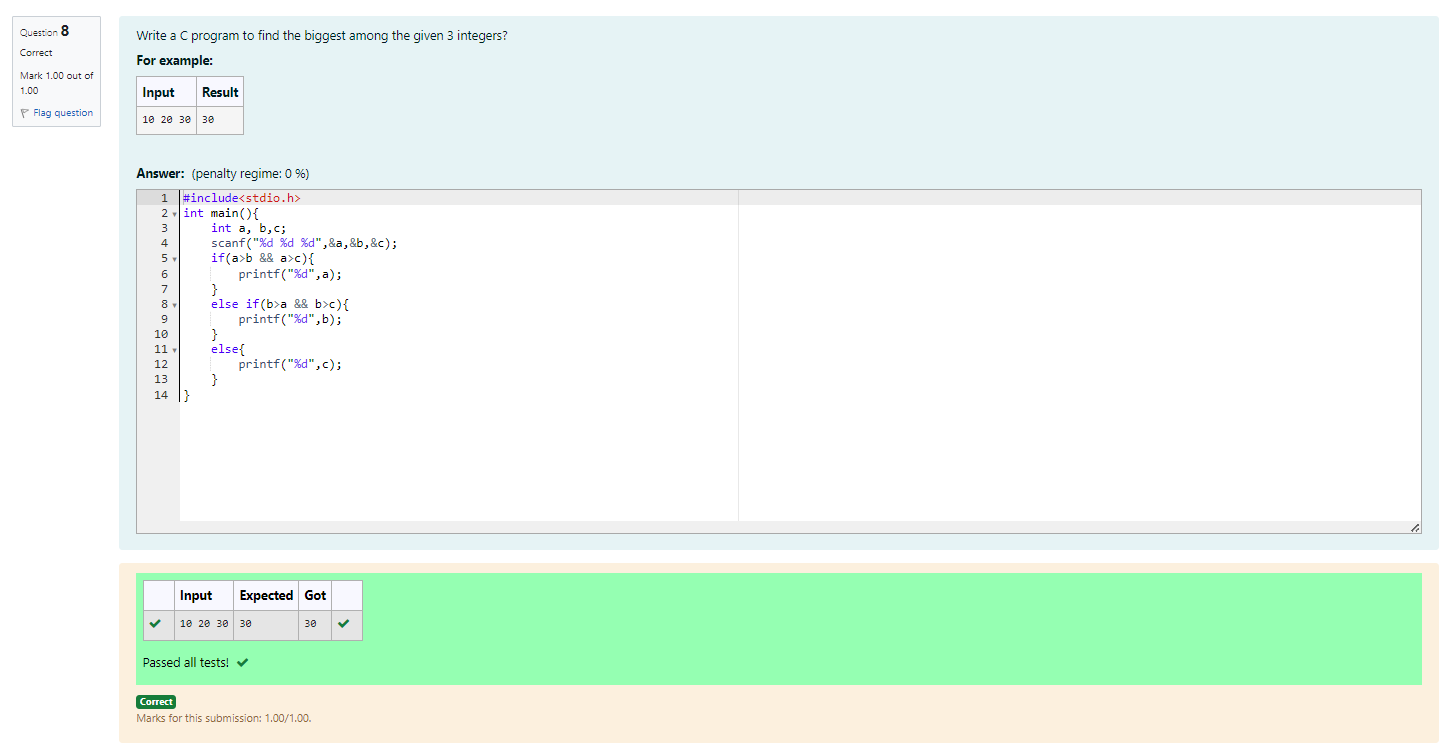 Question 8
Correct
Mark 1.00 out of
1.00
Flag question
Write a C program to find the biggest among the given 3 integers?
For example:
Input Result
10 20 30 30
Answer: (penalty regime: 0 %)
1 #include<stdio.h>
2 int main(){
3     int a, b,c;
4     scanf("%d %d %d",&a,&b,&c);
5     if(a>b && a>c){
6         printf("%d",a);
7     }
8     else if(b>a && b>c){
9         printf("%d",b);
10     }
11     else{
12         printf("%d",c);
13     }
14 }
Input Expected Got
10 20 30 30 30
Passed all tests!
Correct
Marks for this submission: 1.00/1.00.